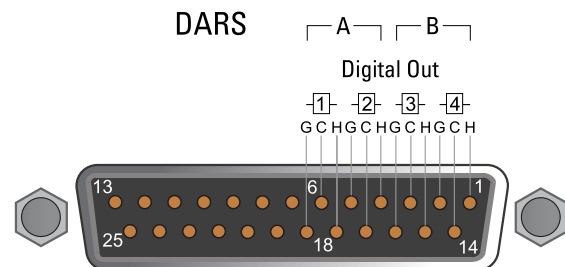 DARS
A B
Digital Out
1 2 3 4
G C H G C H G C H G C H
13 6 1
25 18 14